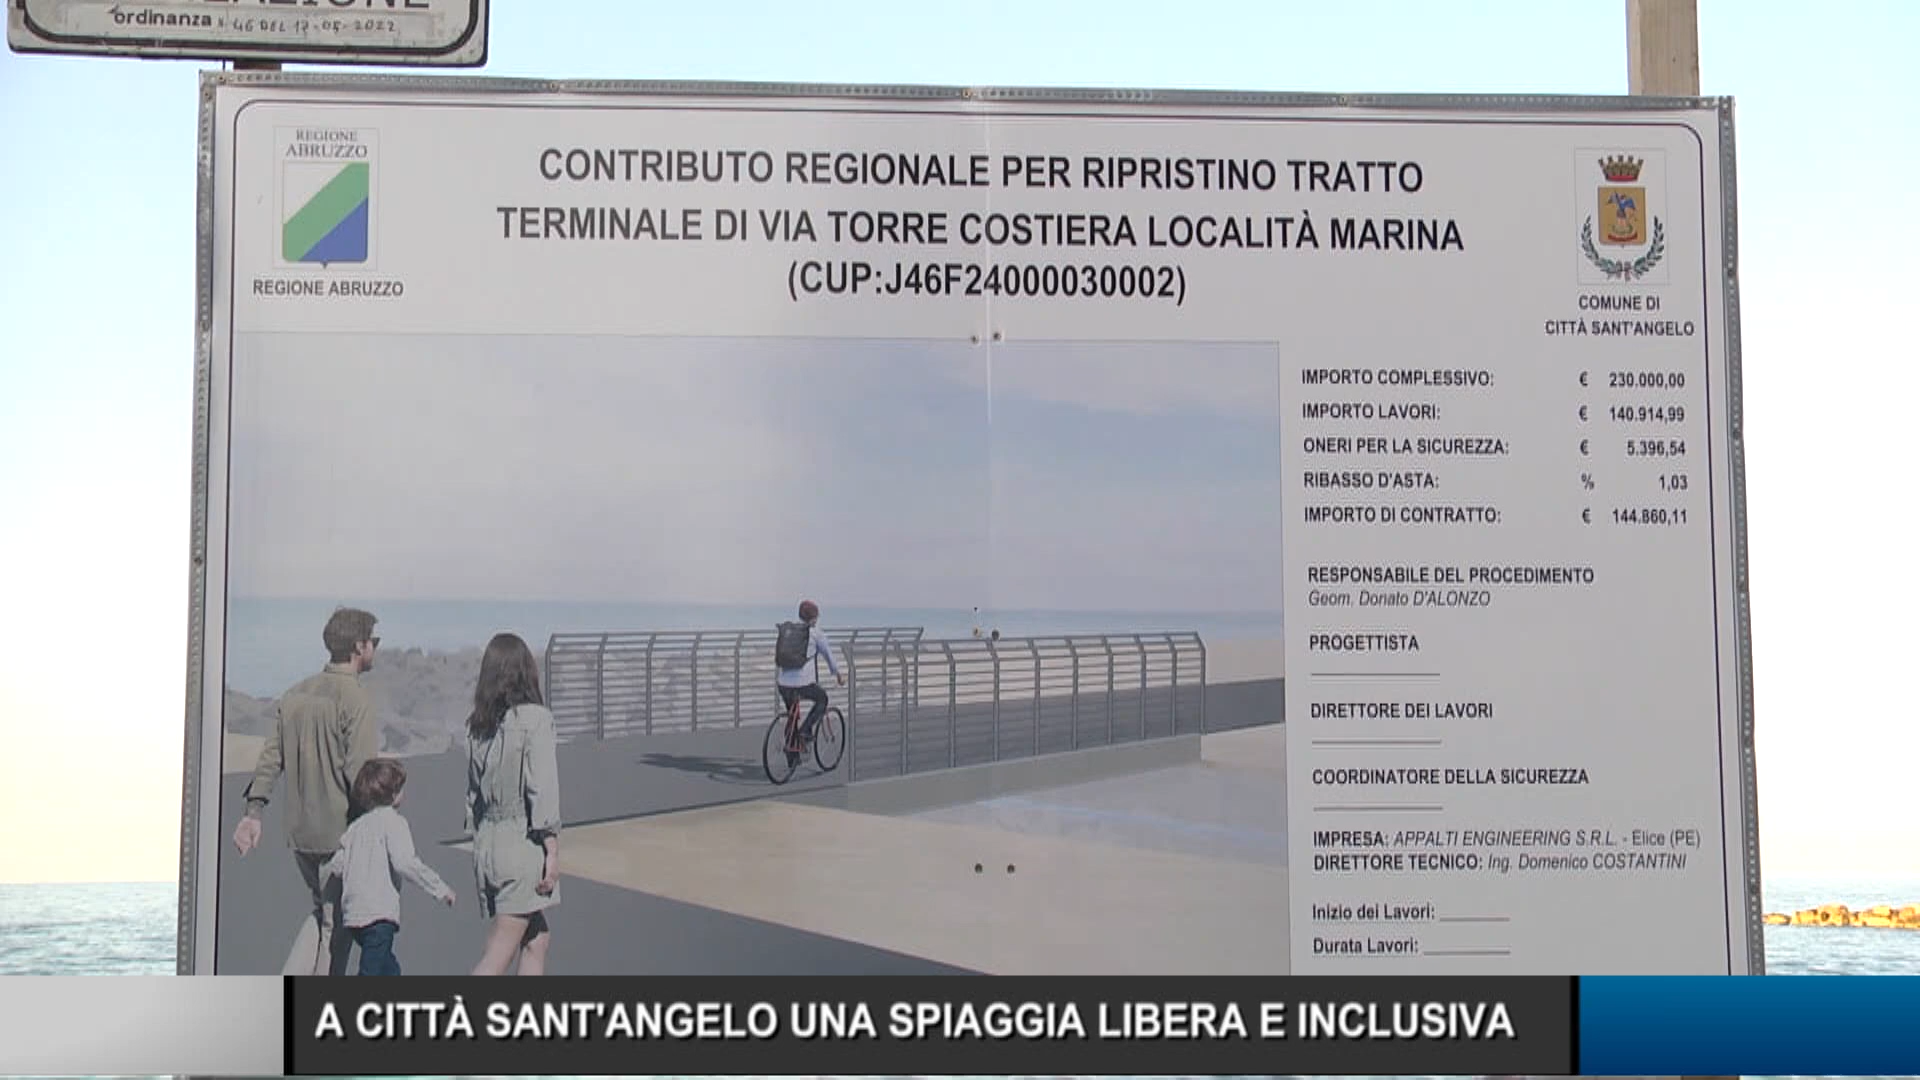 ordinanza n. 46 DEL 17-05-2022
REGIONE
ABRUZZO
REGIONE ABRUZZO
CONTRIBUTO REGIONALE PER RIPRISTINO TRATTO
TERMINALE DI VIA TORRE COSTIERA LOCALITÀ MARINA
(CUP:J46F24000030002)
COMUNE DI
CITTÀ SANT'ANGELO
IMPORTO COMPLESSIVO: € 230.000,00
IMPORTO LAVORI: € 140.914,99
ONERI PER LA SICUREZZA: € 5.396,54
RIBASSO D'ASTA: % 1,03
IMPORTO DI CONTRATTO: € 144.860,11
RESPONSABILE DEL PROCEDIMENTO
Geom. Donato D'ALONZO
PROGETTISTA
DIRETTORE DEI LAVORI
COORDINATORE DELLA SICUREZZA
IMPRESA: APPALTI ENGINEERING S.R.L. - Elice (PE)
DIRETTORE TECNICO: Ing. Domenico COSTANTINI
Inizio dei Lavori: ________
Durata Lavori: __________
A CITTÀ SANT'ANGELO UNA SPIAGGIA LIBERA E INCLUSIVA